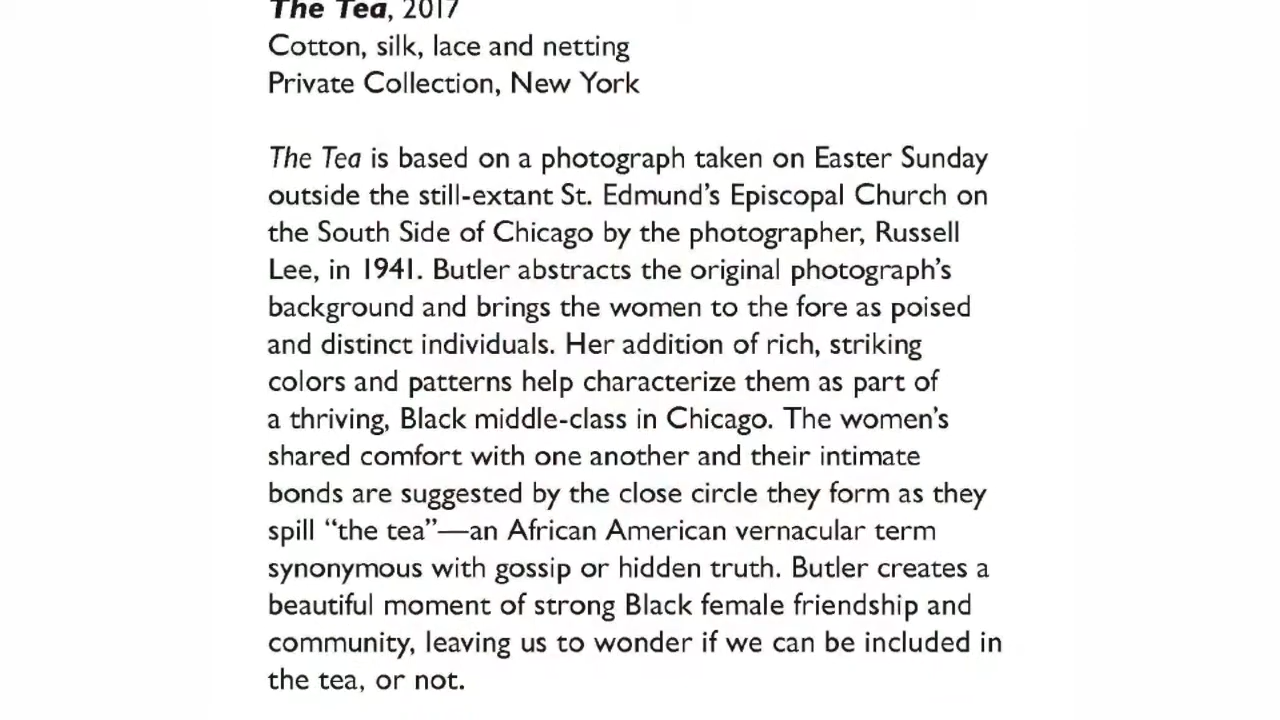 The Tea, 2017
Cotton, silk, lace and netting
Private Collection, New York
The Tea is based on a photograph taken on Easter Sunday
outside the still-extant St. Edmund’s Episcopal Church on
the South Side of Chicago by the photographer, Russell
Lee, in 1941. Butler abstracts the original photograph’s
background and brings the women to the fore as poised
and distinct individuals. Her addition of rich, striking
colors and patterns help characterize them as part of
a thriving, Black middle-class in Chicago. The women’s
shared comfort with one another and their intimate
bonds are suggested by the close circle they form as they
spill “the tea”—an African American vernacular term
synonymous with gossip or hidden truth. Butler creates a
beautiful moment of strong Black female friendship and
community, leaving us to wonder if we can be included in
the tea, or not.